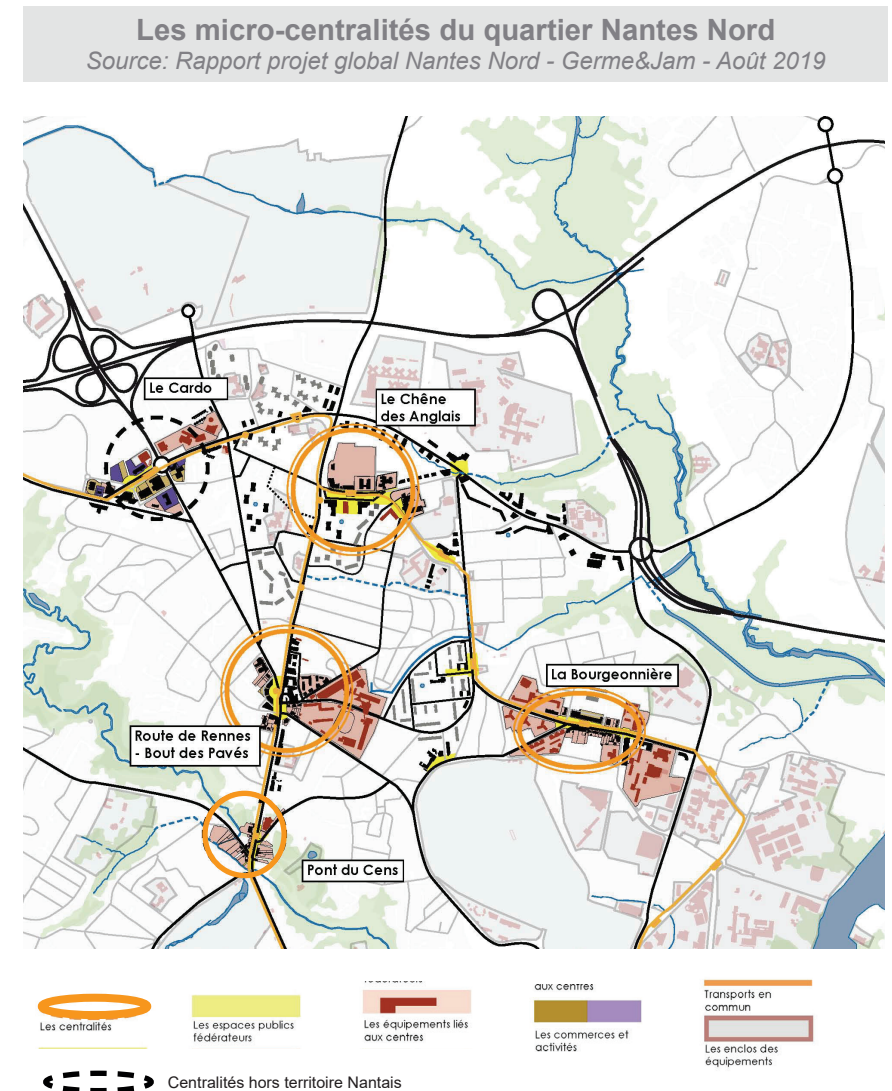 Les micro-centralités du quartier Nantes Nord
Source: Rapport projet global Nantes Nord - Germe&Jam - Août 2019
Le Cardo
Le Chêne
des Anglais
La Bourgeonnière
Route de Rennes
- Bout des Pavés
Pont du Cens
Les centralités
Les espaces publics
fédérateurs
Les équipements liés
aux centres
aux centres
Les commerces et
activités
Transports en
commun
Les enclos des
équipements
Centralités hors territoire Nantais